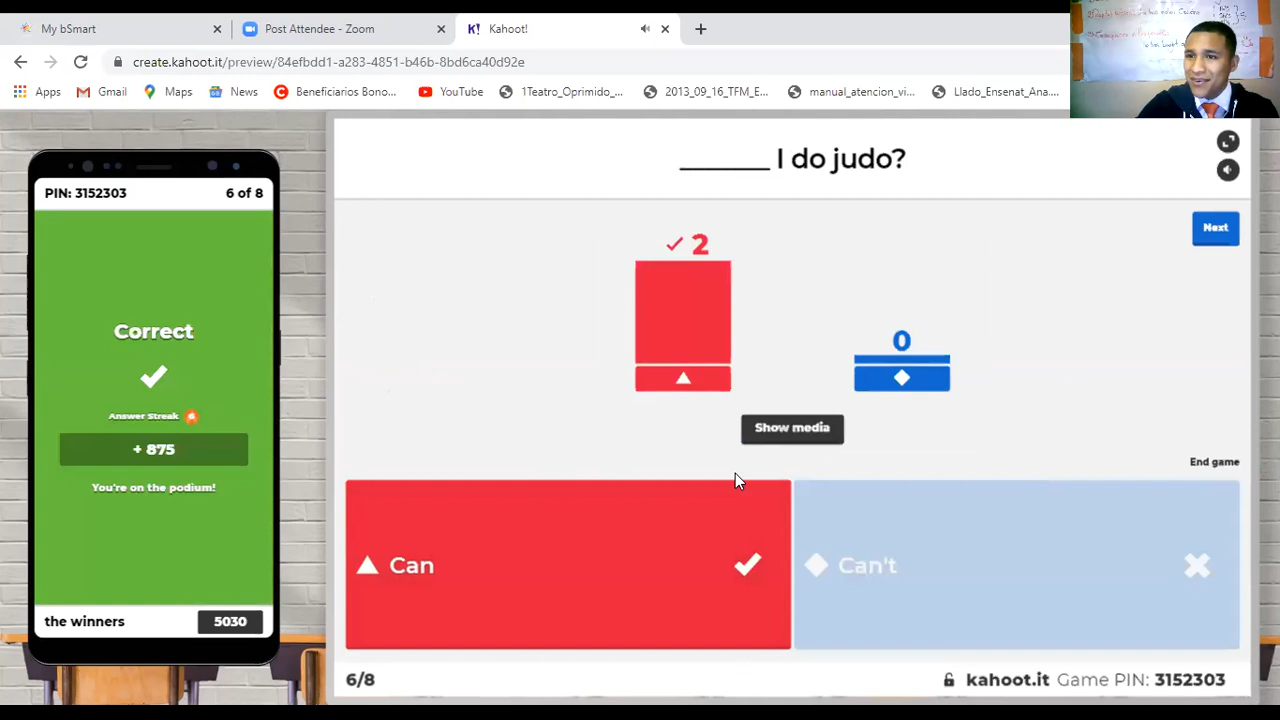 My bSmart
Post Attendee - Zoom
K! Kahoot!
create.kahoot.it/preview/84efbdd1-a283-4851-b46b-8bd6ca40d92e
Apps
Gmail
Maps
News
Beneficiarios Bono...
YouTube
1Teatro_Oprimido_...
2013_09_16_TFM_E...
manual_atencion_vi...
Llado_Ensenat_Ana....
PIN: 3152303
6 of 8
Correct
Answer Streak 6
+ 875
You're on the podium!
the winners
5030
_______ I do judo?
Next
2
0
Show media
End game
Can
Can't
6/8
kahoot.it Game PIN: 3152303